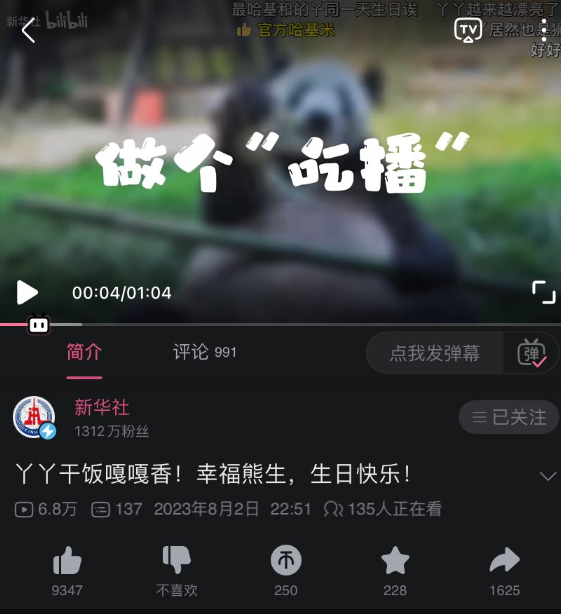 最哈基和的丫同一天生日诶 丫丫越来越漂亮了
新华社 bilibili
TV
官方哈基米
居然也是狮
好好
做个"吃播"
00:04/01:04
简介
评论 991
点我发弹幕
弹
新华社
1312万粉丝
已关注
丫丫干饭嘎嘎香！幸福熊生，生日快乐！
6.8万 137 2023年8月2日 22:51 135人正在看
9347
不喜欢
250
228
1625